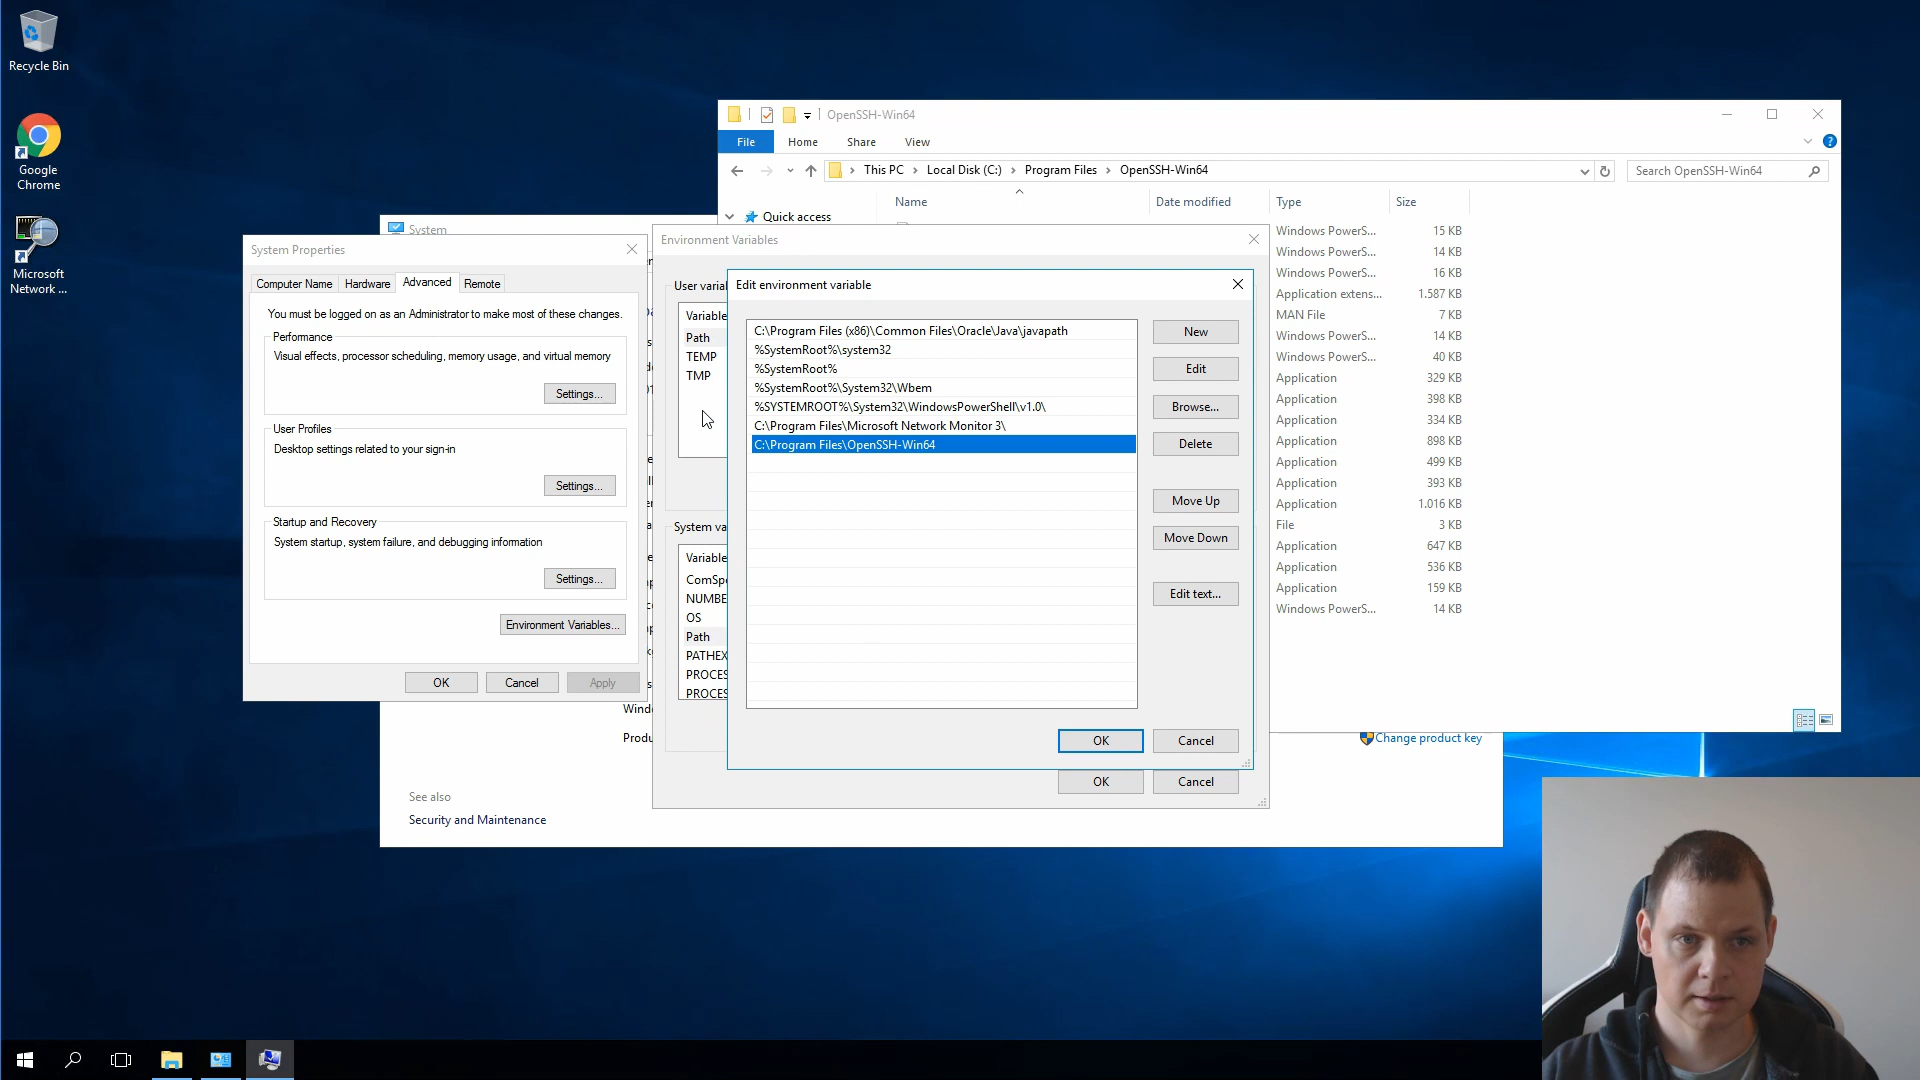 Recycle Bin
Google
Chrome
Microsoft
Network ...
OpenSSH-Win64
File
Home
Share
View
This PC
Local Disk (C:)
Program Files
OpenSSH-Win64
Search OpenSSH-Win64
Name
Date modified
Type
Size
Quick access
Windows PowerS... 15 KB
Windows PowerS... 14 KB
Windows PowerS... 16 KB
Application extens... 1.587 KB
MAN File 7 KB
Windows PowerS... 14 KB
Windows PowerS... 40 KB
Application 329 KB
Application 398 KB
Application 334 KB
Application 898 KB
Application 499 KB
Application 393 KB
Application 1.016 KB
File 3 KB
Application 647 KB
Application 536 KB
Application 159 KB
Windows PowerS... 14 KB
System
System Properties
Computer Name
Hardware
Advanced
Remote
You must be logged on as an Administrator to make most of these changes.
Performance
Visual effects, processor scheduling, memory usage, and virtual memory
Settings...
User Profiles
Desktop settings related to your sign-in
Settings...
Startup and Recovery
System startup, system failure, and debugging information
Settings...
Environment Variables...
OK
Cancel
Apply
Wind
Produ
Change product key
See also
Security and Maintenance
Environment Variables
User varial
Variable
Path
TEMP
TMP
System va
Variable
ComSp
NUMBE
OS
Path
PATHEX
PROCES
PROCES
OK
Cancel
Edit environment variable
C:\Program Files (x86)\Common Files\Oracle\Java\javapath
%SystemRoot%\system32
%SystemRoot%
%SystemRoot%\System32\Wbem
%SYSTEMROOT%\System32\WindowsPowerShell\v1.0\
C:\Program Files\Microsoft Network Monitor 3\
C:\Program Files\OpenSSH-Win64
New
Edit
Browse...
Delete
Move Up
Move Down
Edit text...
OK
Cancel